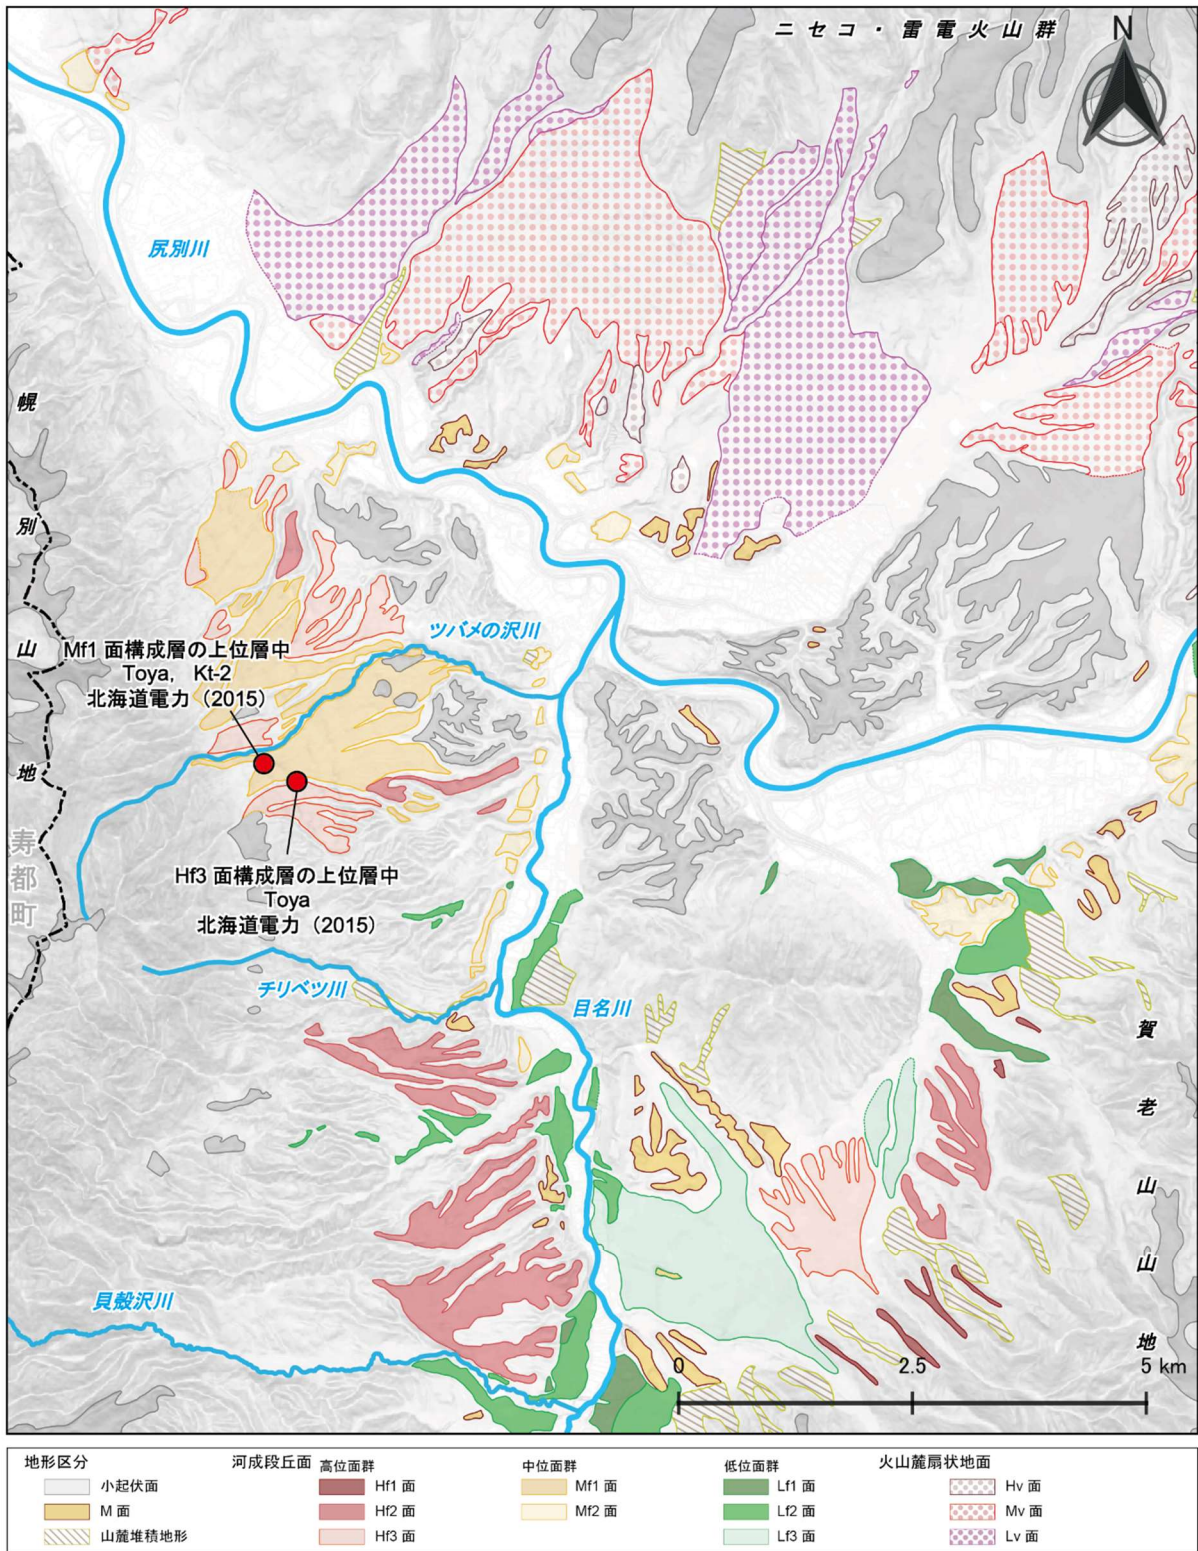 ニセコ・雷電火山群
N
尻別川
幌別山地
ツバメの沢川
Mf1 面構成層の上位層中
Toya, Kt-2
北海道電力（2015）
寿都町
Hf3 面構成層の上位層中
Toya
北海道電力（2015）
チリベツ川
目名川
賀老山地
貝殻沢川
0 2.5 5 km
地形区分
小起伏面
M 面
山麓堆積地形
河成段丘面
高位面群
Hf1 面
Hf2 面
Hf3 面
中位面群
Mf1 面
Mf2 面
低位面群
Lf1 面
Lf2 面
Lf3 面
火山麓扇状地面
Hv 面
Mv 面
Lv 面